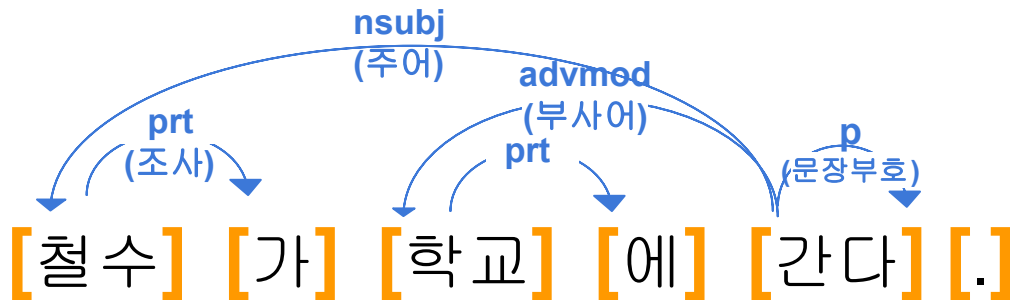 nsubj
(주어)
advmod
(부사어)
prt
(조사)
prt
p
(문장부호)
[철수] [가] [학교] [에] [간다] [.]